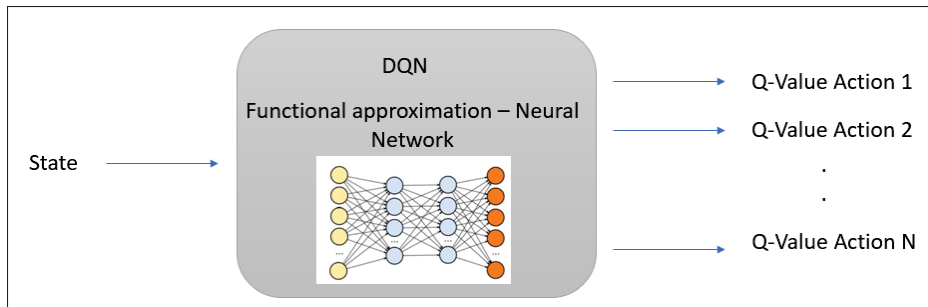 DQN
Functional approximation – Neural
Network
State
Q-Value Action 1
Q-Value Action 2
.
.
Q-Value Action N
...
...
...
...